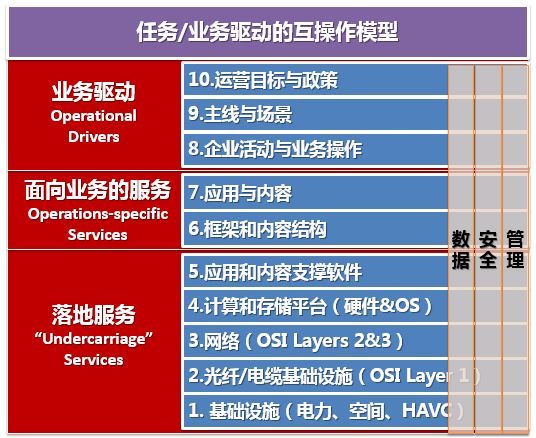 任务/业务驱动的互操作模型
业务驱动
Operational
Drivers
10.运营目标与政策
9.主线与场景
8.企业活动与业务操作
面向业务的服务
Operations-specific
Services
7.应用与内容
6.框架和内容结构
落地服务
“Undercarriage”
Services
5.应用和内容支撑软件
4.计算和存储平台（硬件&OS）
3.网络（OSI Layers 2&3）
2.光纤/电缆基础设施（OSI Layer 1）
1. 基础设施（电力、空间、HAVC）
数据
安全
管理